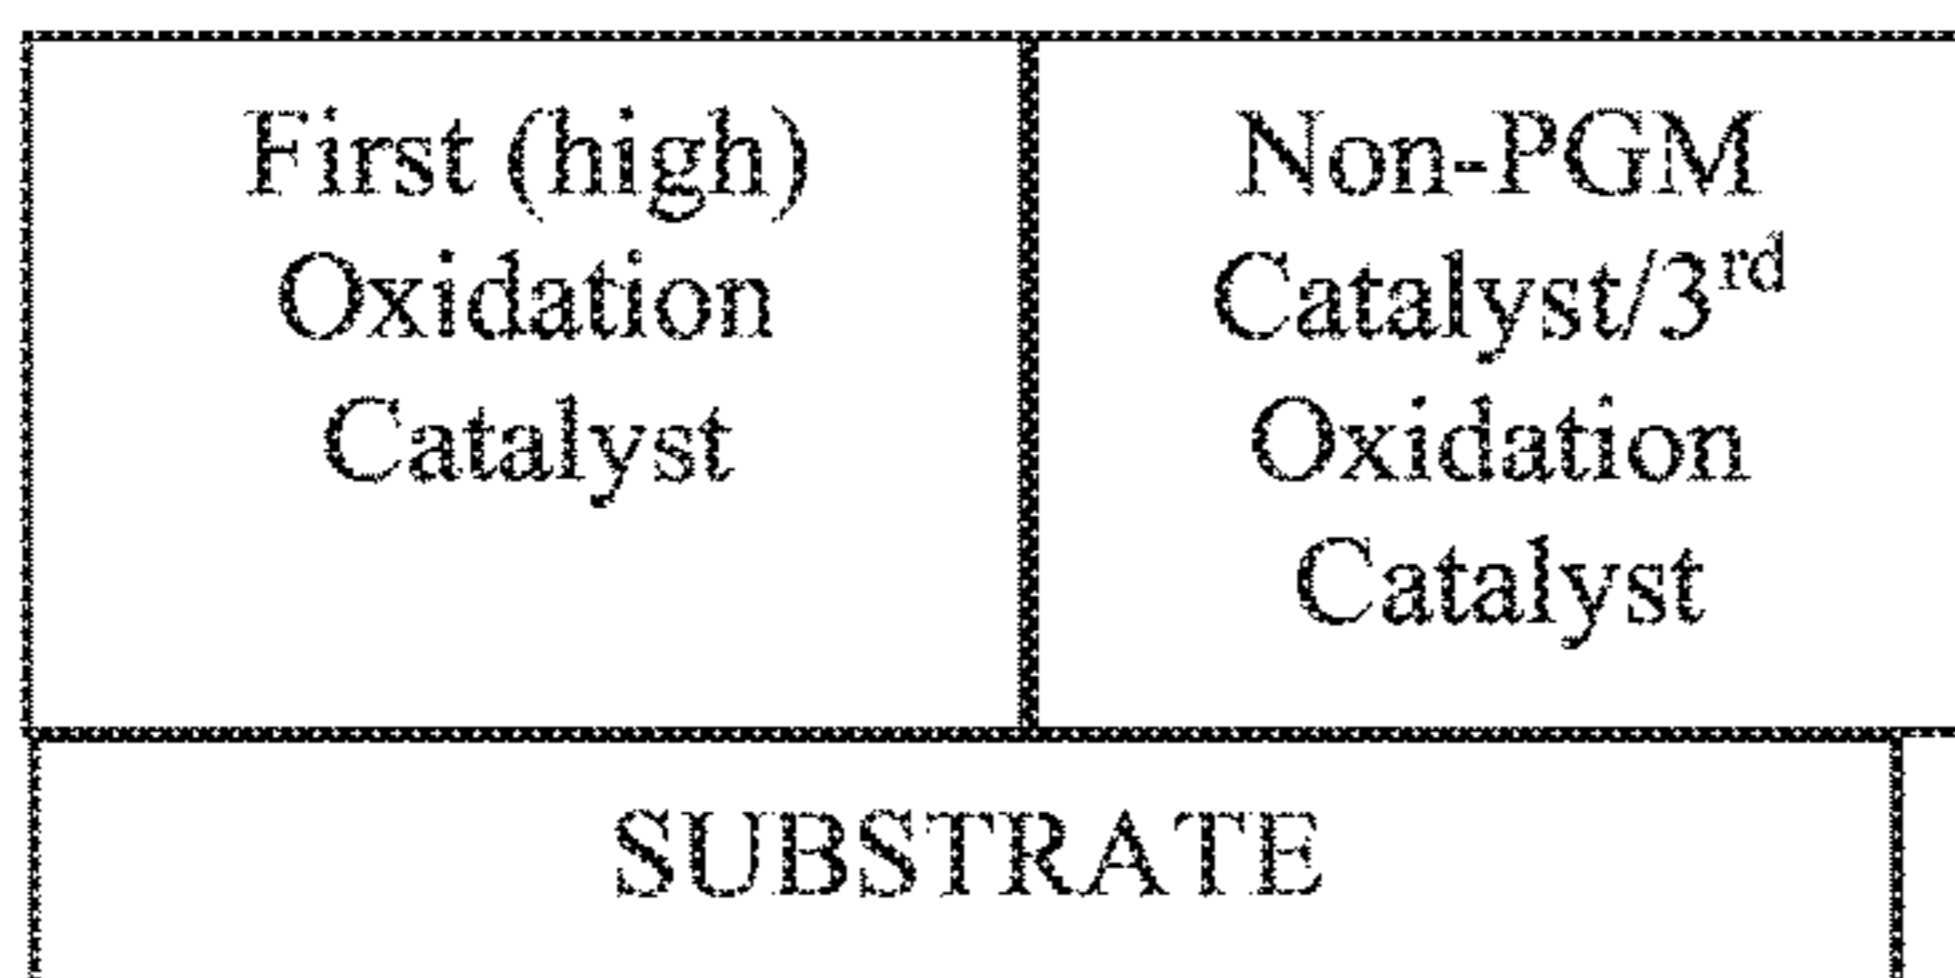 First (high)
Oxidation
Catalyst
Non-PGM
Catalyst/3rd
Oxidation
Catalyst
SUBSTRATE